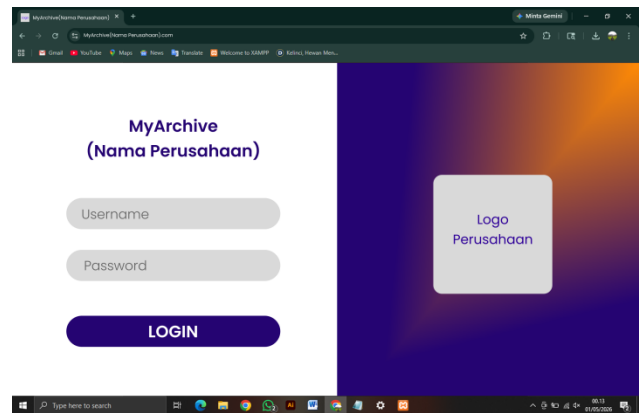 MyArchive(Nama Perusahaan)
Minta Gemini
MyArchive(Nama Perusahaan).com
Gmail YouTube Maps News Translate Welcome to XAMPP Kelinci, Hewan Men...
MyArchive
(Nama Perusahaan)
Username
Password
LOGIN
Logo
Perusahaan
Type here to search
00.13
01/05/2026